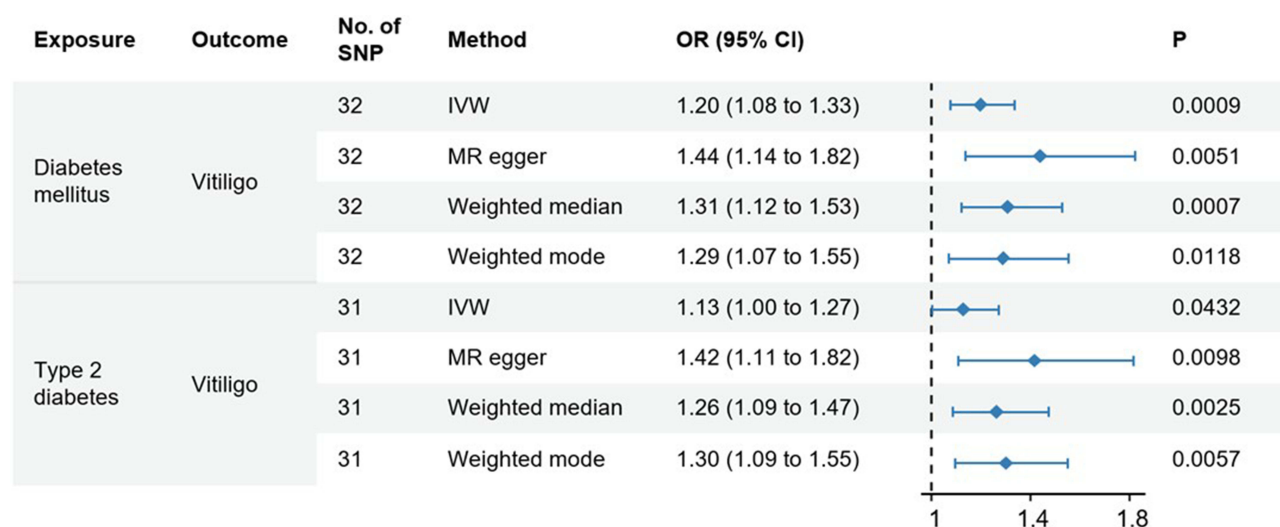 Exposure Outcome No. of SNP Method OR (95% CI) P
Diabetes mellitus Vitiligo
32 IVW 1.20 (1.08 to 1.33) 0.0009
32 MR egger 1.44 (1.14 to 1.82) 0.0051
32 Weighted median 1.31 (1.12 to 1.53) 0.0007
32 Weighted mode 1.29 (1.07 to 1.55) 0.0118
Type 2 diabetes Vitiligo
31 IVW 1.13 (1.00 to 1.27) 0.0432
31 MR egger 1.42 (1.11 to 1.82) 0.0098
31 Weighted median 1.26 (1.09 to 1.47) 0.0025
31 Weighted mode 1.30 (1.09 to 1.55) 0.0057
1 1.4 1.8